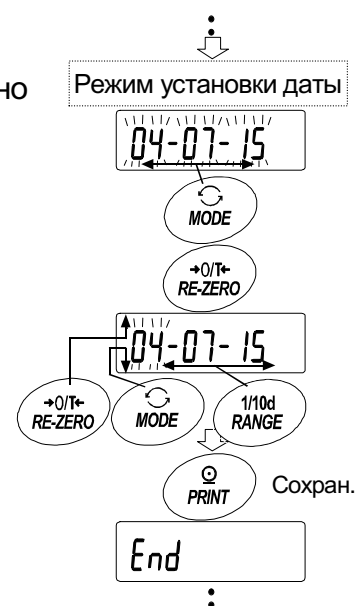 но
Режим установки даты
04-07-15
MODE
→0/T←
RE-ZERO
04-07-15
→0/T←
RE-ZERO
MODE
1/10d
RANGE
PRINT
Сохран.
End